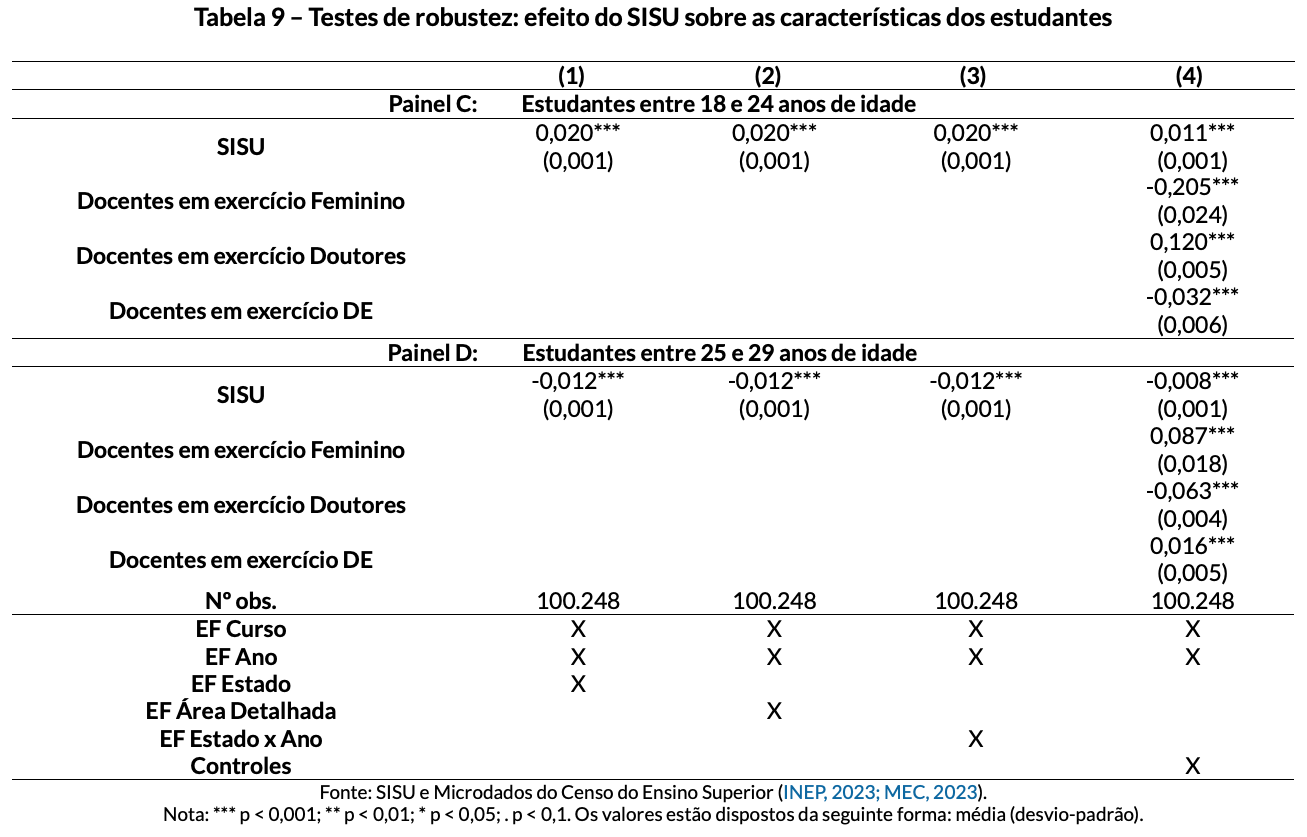 Tabela 9 – Testes de robustez: efeito do SISU sobre as características dos estudantes
(1) (2) (3) (4)
Painel C: Estudantes entre 18 e 24 anos de idade
SISU 0,020*** 0,020*** 0,020*** 0,011***
(0,001) (0,001) (0,001) (0,001)
Docentes em exercício Feminino -0,205***
(0,024)
Docentes em exercício Doutores 0,120***
(0,005)
Docentes em exercício DE -0,032***
(0,006)
Painel D: Estudantes entre 25 e 29 anos de idade
SISU -0,012*** -0,012*** -0,012*** -0,008***
(0,001) (0,001) (0,001) (0,001)
Docentes em exercício Feminino 0,087***
(0,018)
Docentes em exercício Doutores -0,063***
(0,004)
Docentes em exercício DE 0,016***
(0,005)
Nº obs. 100.248 100.248 100.248 100.248
EF Curso X X X X
EF Ano X X X X
EF Estado X
EF Área Detalhada X
EF Estado x Ano X
Controles X
Fonte: SISU e Microdados do Censo do Ensino Superior (INEP, 2023; MEC, 2023).
Nota: *** p < 0,001; ** p < 0,01; * p < 0,05; . p < 0,1. Os valores estão dispostos da seguinte forma: média (desvio-padrão).